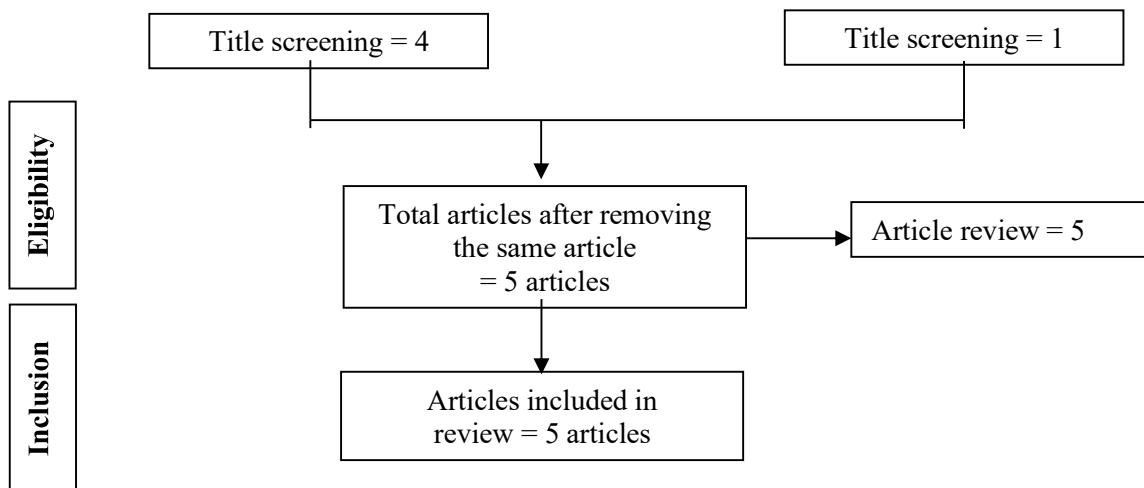 Title screening = 4
Title screening = 1
Eligibility
Total articles after removing
the same article
= 5 articles
Article review = 5
Inclusion
Articles included in
review = 5 articles